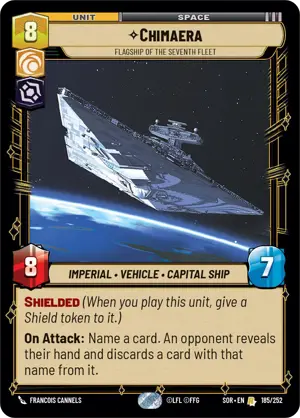 UNIT
SPACE
8
CHIMAERA
FLAGSHIP OF THE SEVENTH FLEET
8
7
IMPERIAL • VEHICLE • CAPITAL SHIP
SHIELDED (When you play this unit, give a
Shield token to it.)
On Attack: Name a card. An opponent reveals
their hand and discards a card with that
name from it.
FRANCOIS CANNELS
©LFL ©FFG
SOR • EN
185/252